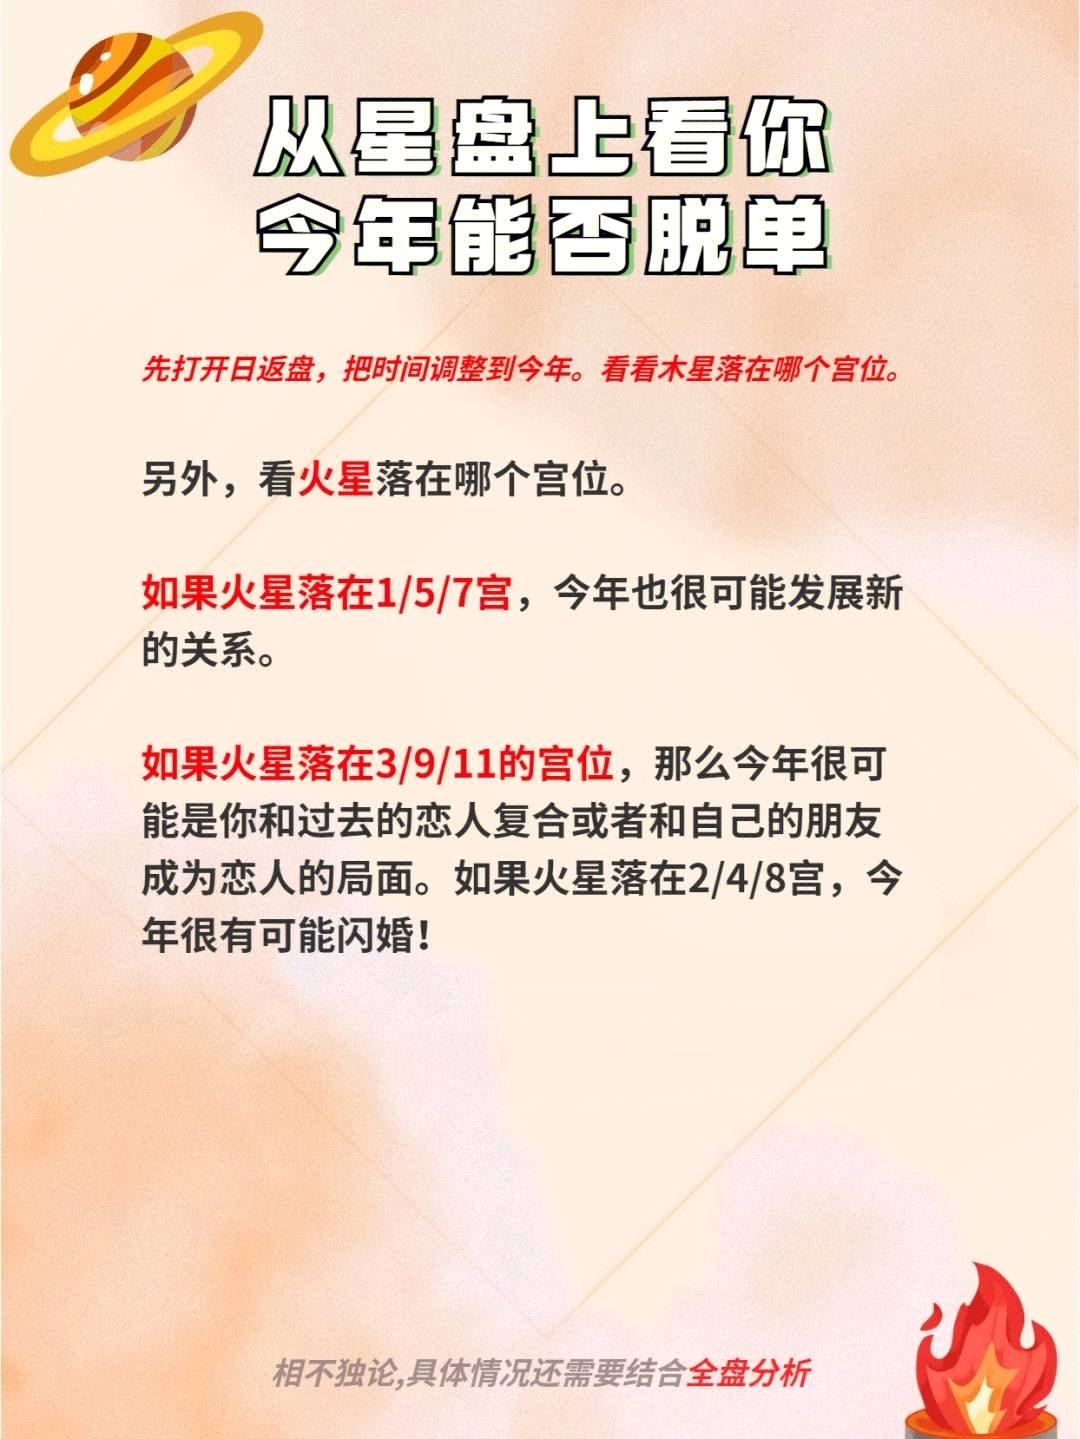 从星盘上看你
今年能否脱单
先打开日返盘，把时间调整到今年。看看木星落在哪个宫位。
另外，看火星落在哪个宫位。
如果火星落在1/5/7宫，今年也很可能发展新
的关系。
如果火星落在3/9/11的宫位，那么今年很可
能是你和过去的恋人复合或者和自己的朋友
成为恋人的局面。如果火星落在2/4/8宫，今
年很有可能闪婚！
相不独论,具体情况还需要结合全盘分析